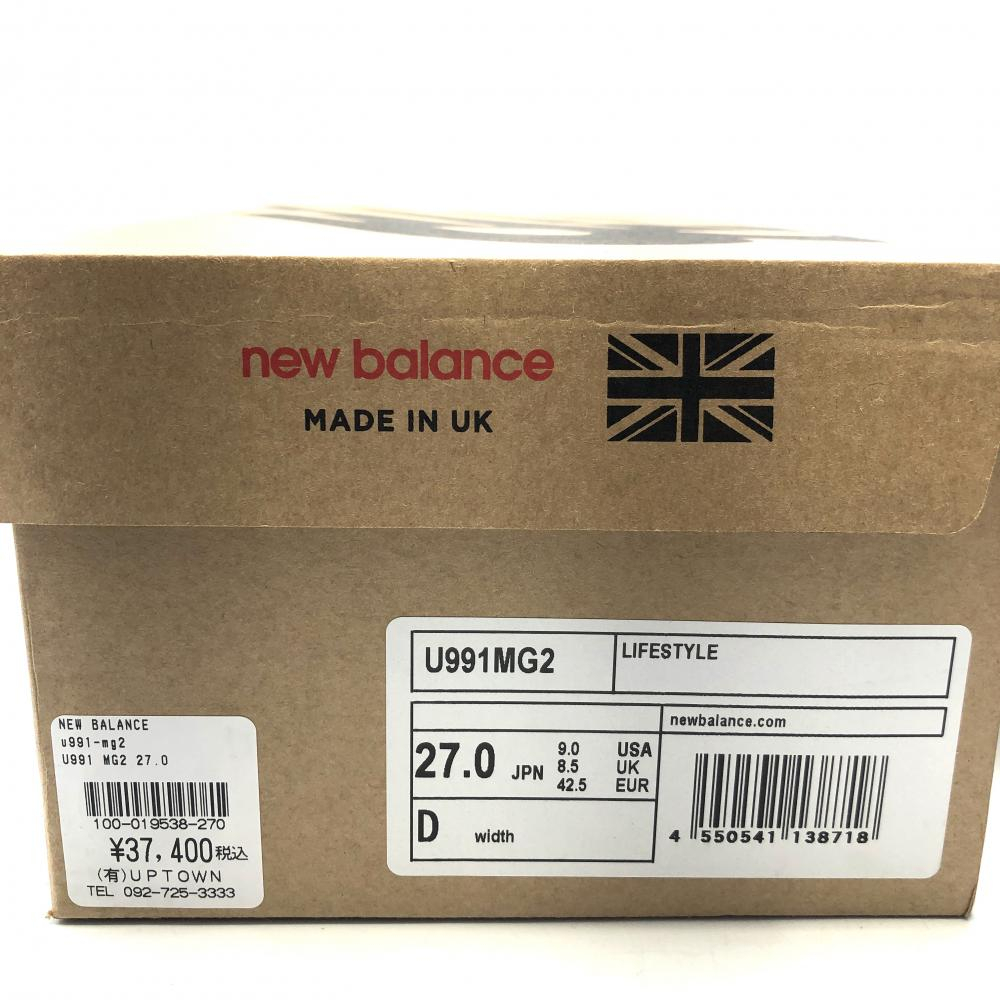 new balance
MADE IN UK
U991MG2
LIFESTYLE
newbalance.com
27.0 JPN
9.0 USA
8.5 UK
42.5 EUR
D width
4 550541 138718
NEW BALANCE
u991-mg2
U991 MG2 27.0
100-019538-270
¥37,400税込
(有)UPTOWN
TEL 092-725-3333